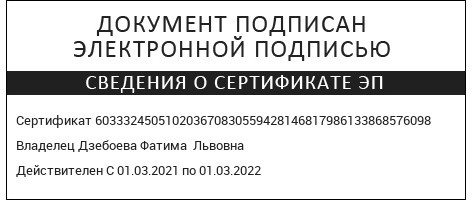 ДОКУМЕНТ ПОДПИСАН
ЭЛЕКТРОННОЙ ПОДПИСЬЮ
СВЕДЕНИЯ О СЕРТИФИКАТЕ ЭП
Сертификат 603332450510203670830559428146817986133868576098
Владелец Дзебоева Фатима Львовна
Действителен С 01.03.2021 по 01.03.2022